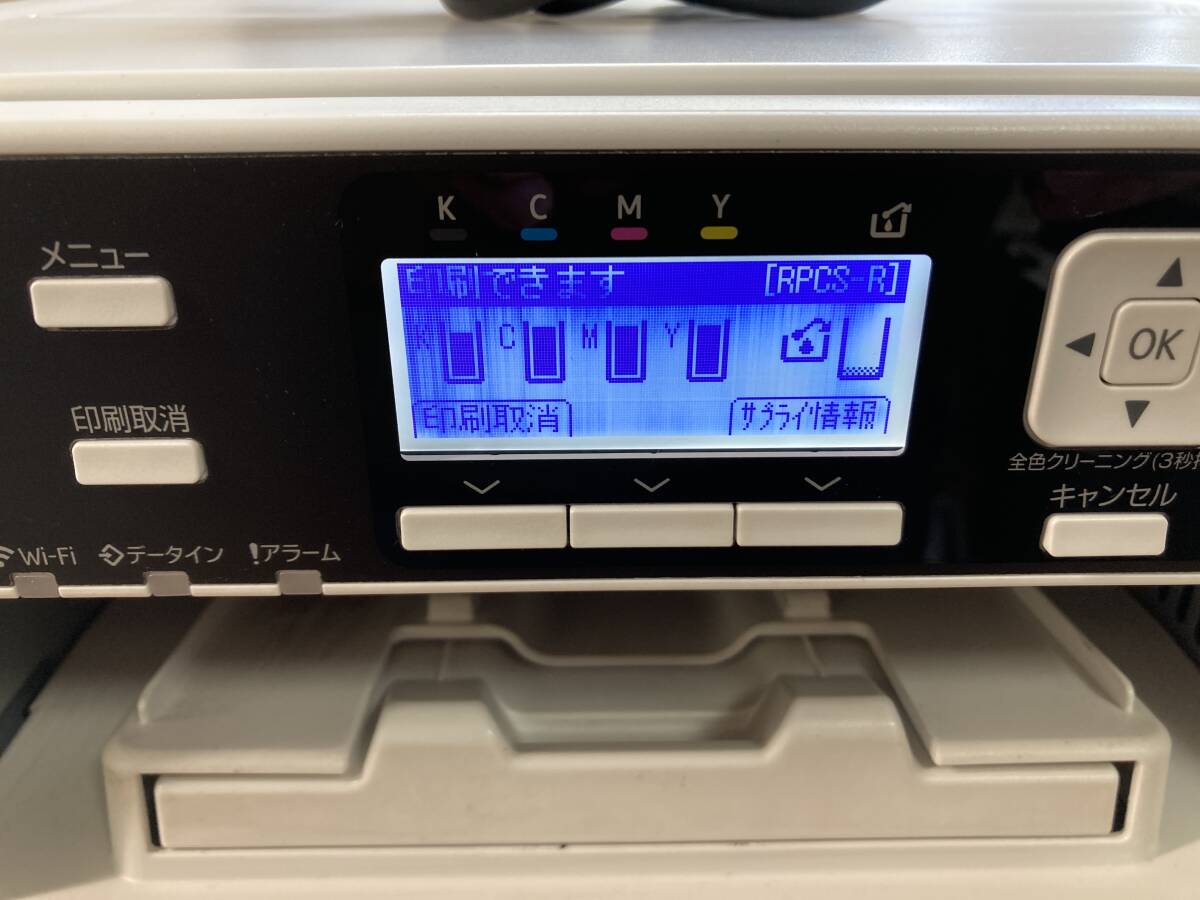 K C M Y
メニュー
印刷できます [RPCS-R]
K C M Y
OK
印刷取消 サプライ情報
印刷取消
全色クリーニング(3秒
キャンセル
Wi-Fi データイン !アラーム